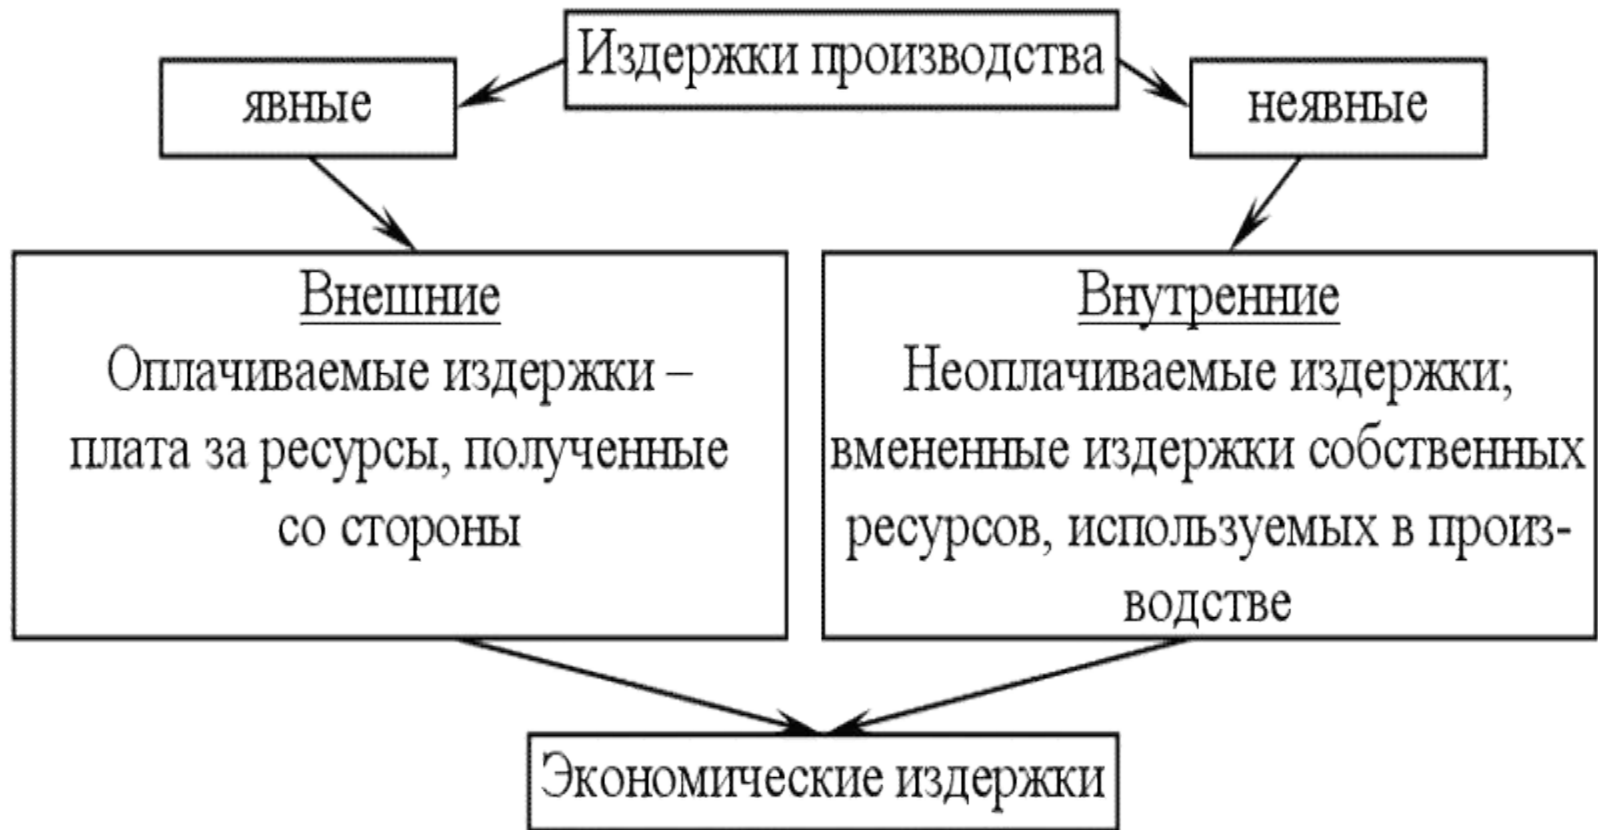 Издержки производства
явные
неявные
Внешние
Оплачиваемые издержки –
плата за ресурсы, полученные
со стороны
Внутренние
Неоплачиваемые издержки;
вмененные издержки собственных
ресурсов, используемых в произ-
водстве
Экономические издержки